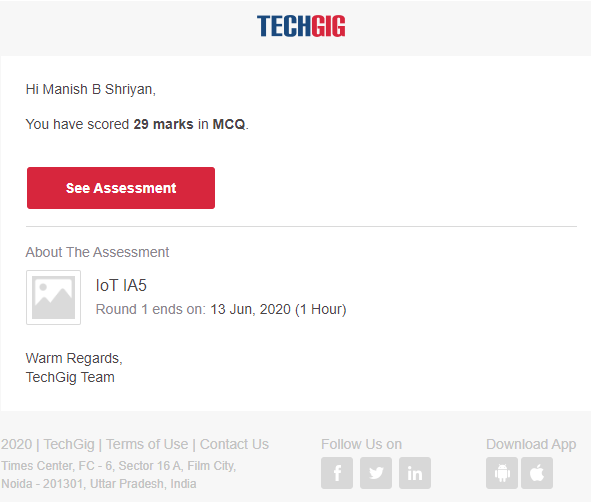 TECHGIG
Hi Manish B Shriyan,
You have scored 29 marks in MCQ.
See Assessment
About The Assessment
IoT IA5
Round 1 ends on: 13 Jun, 2020 (1 Hour)
Warm Regards,
TechGig Team
2020 | TechGig | Terms of Use | Contact Us
Times Center, FC - 6, Sector 16 A, Film City,
Noida - 201301, Uttar Pradesh, India
Follow Us on
Download App